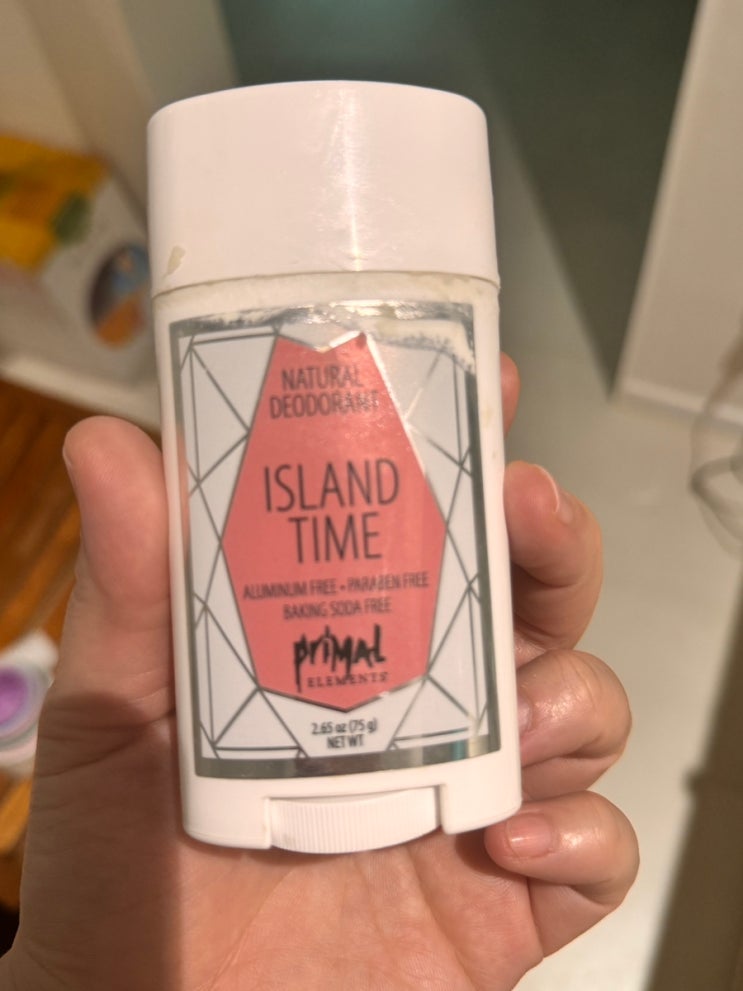 NATURAL
DEODORANT
ISLAND
TIME
ALUMINUM FREE • PARABEN FREE
BAKING SODA FREE
priMAL
ELEMENTS
2.65 oz (75 g)
NET WT